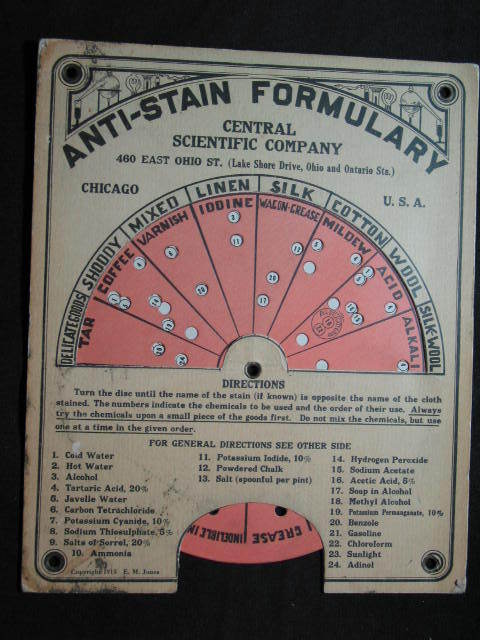 ANTI-STAIN FORMULARY
CENTRAL
SCIENTIFIC COMPANY
460 EAST OHIO ST. (Lake Shore Drive, Ohio and Ontario Sts.)
CHICAGO
U. S. A.
DELICATE GOODS SHODDY MIXED LINEN SILK COTTON WOOL SILK-WOOL
TAR COFFEE VARNISH IODINE WAGON-GREASE MILDEW ACID ALKALI
DIRECTIONS
Turn the disc until the name of the stain (if known) is opposite the name of the cloth
stained. The numbers indicate the chemicals to be used and the order of their use. Always
try the chemicals upon a small piece of the goods first. Do not mix the chemicals, but use
one at a time in the given order.
FOR GENERAL DIRECTIONS SEE OTHER SIDE
1. Cold Water
2. Hot Water
3. Alcohol
4. Tartaric Acid, 20%
5. Javelle Water
6. Carbon Tetrachloride
7. Potassium Cyanide, 10%
8. Sodium Thiosulphate, 5%
9. Salts of Sorrel, 20%
10. Ammonia
11. Potassium Iodide, 10%
12. Powdered Chalk
13. Salt (spoonful per pint)
14. Hydrogen Peroxide
15. Sodium Acetate
16. Acetic Acid, 5%
17. Soap in Alcohol
18. Methyl Alcohol
19. Potassium Permanganate, 10%
20. Benzole
21. Gasoline
22. Chloroform
23. Sunlight
24. Adinol
GREASE INDELIBLE IN
Copyright 1915 E. M. Jones